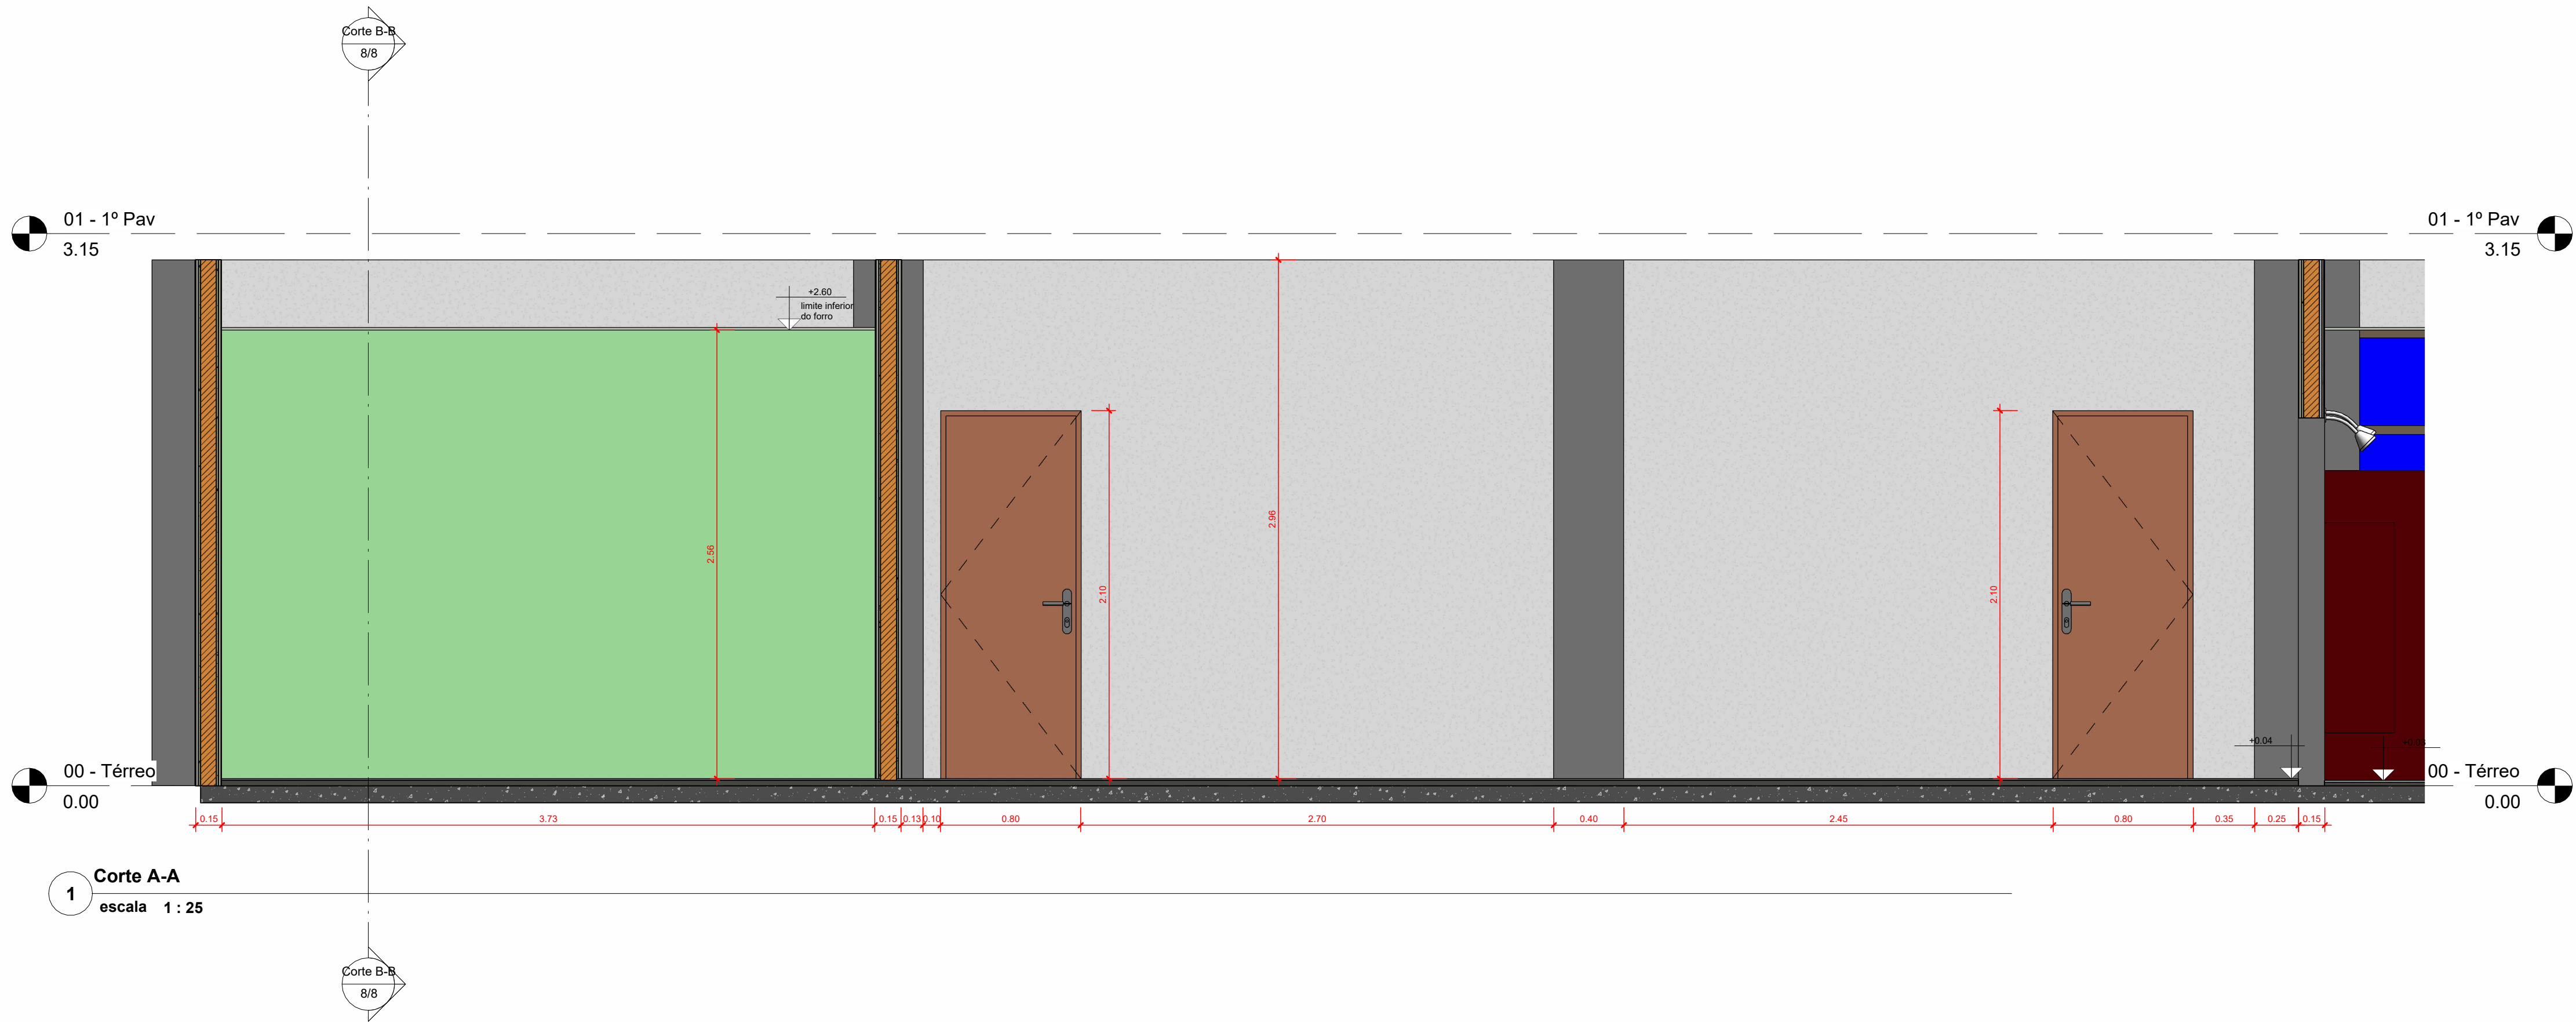 Corte B-B
8/8
01 - 1º Pav
3.15
01 - 1º Pav
3.15
+2.60
limite inferior
do forro
2.56
2.10
2.96
2.10
+0.04
00 - Térreo
0.00
00 - Térreo
0.00
0.15
3.73
0.15
0.13
0.10
0.80
2.70
0.40
2.45
0.80
0.35
0.25
0.15
1
Corte A-A
escala 1 : 25
Corte B-B
8/8